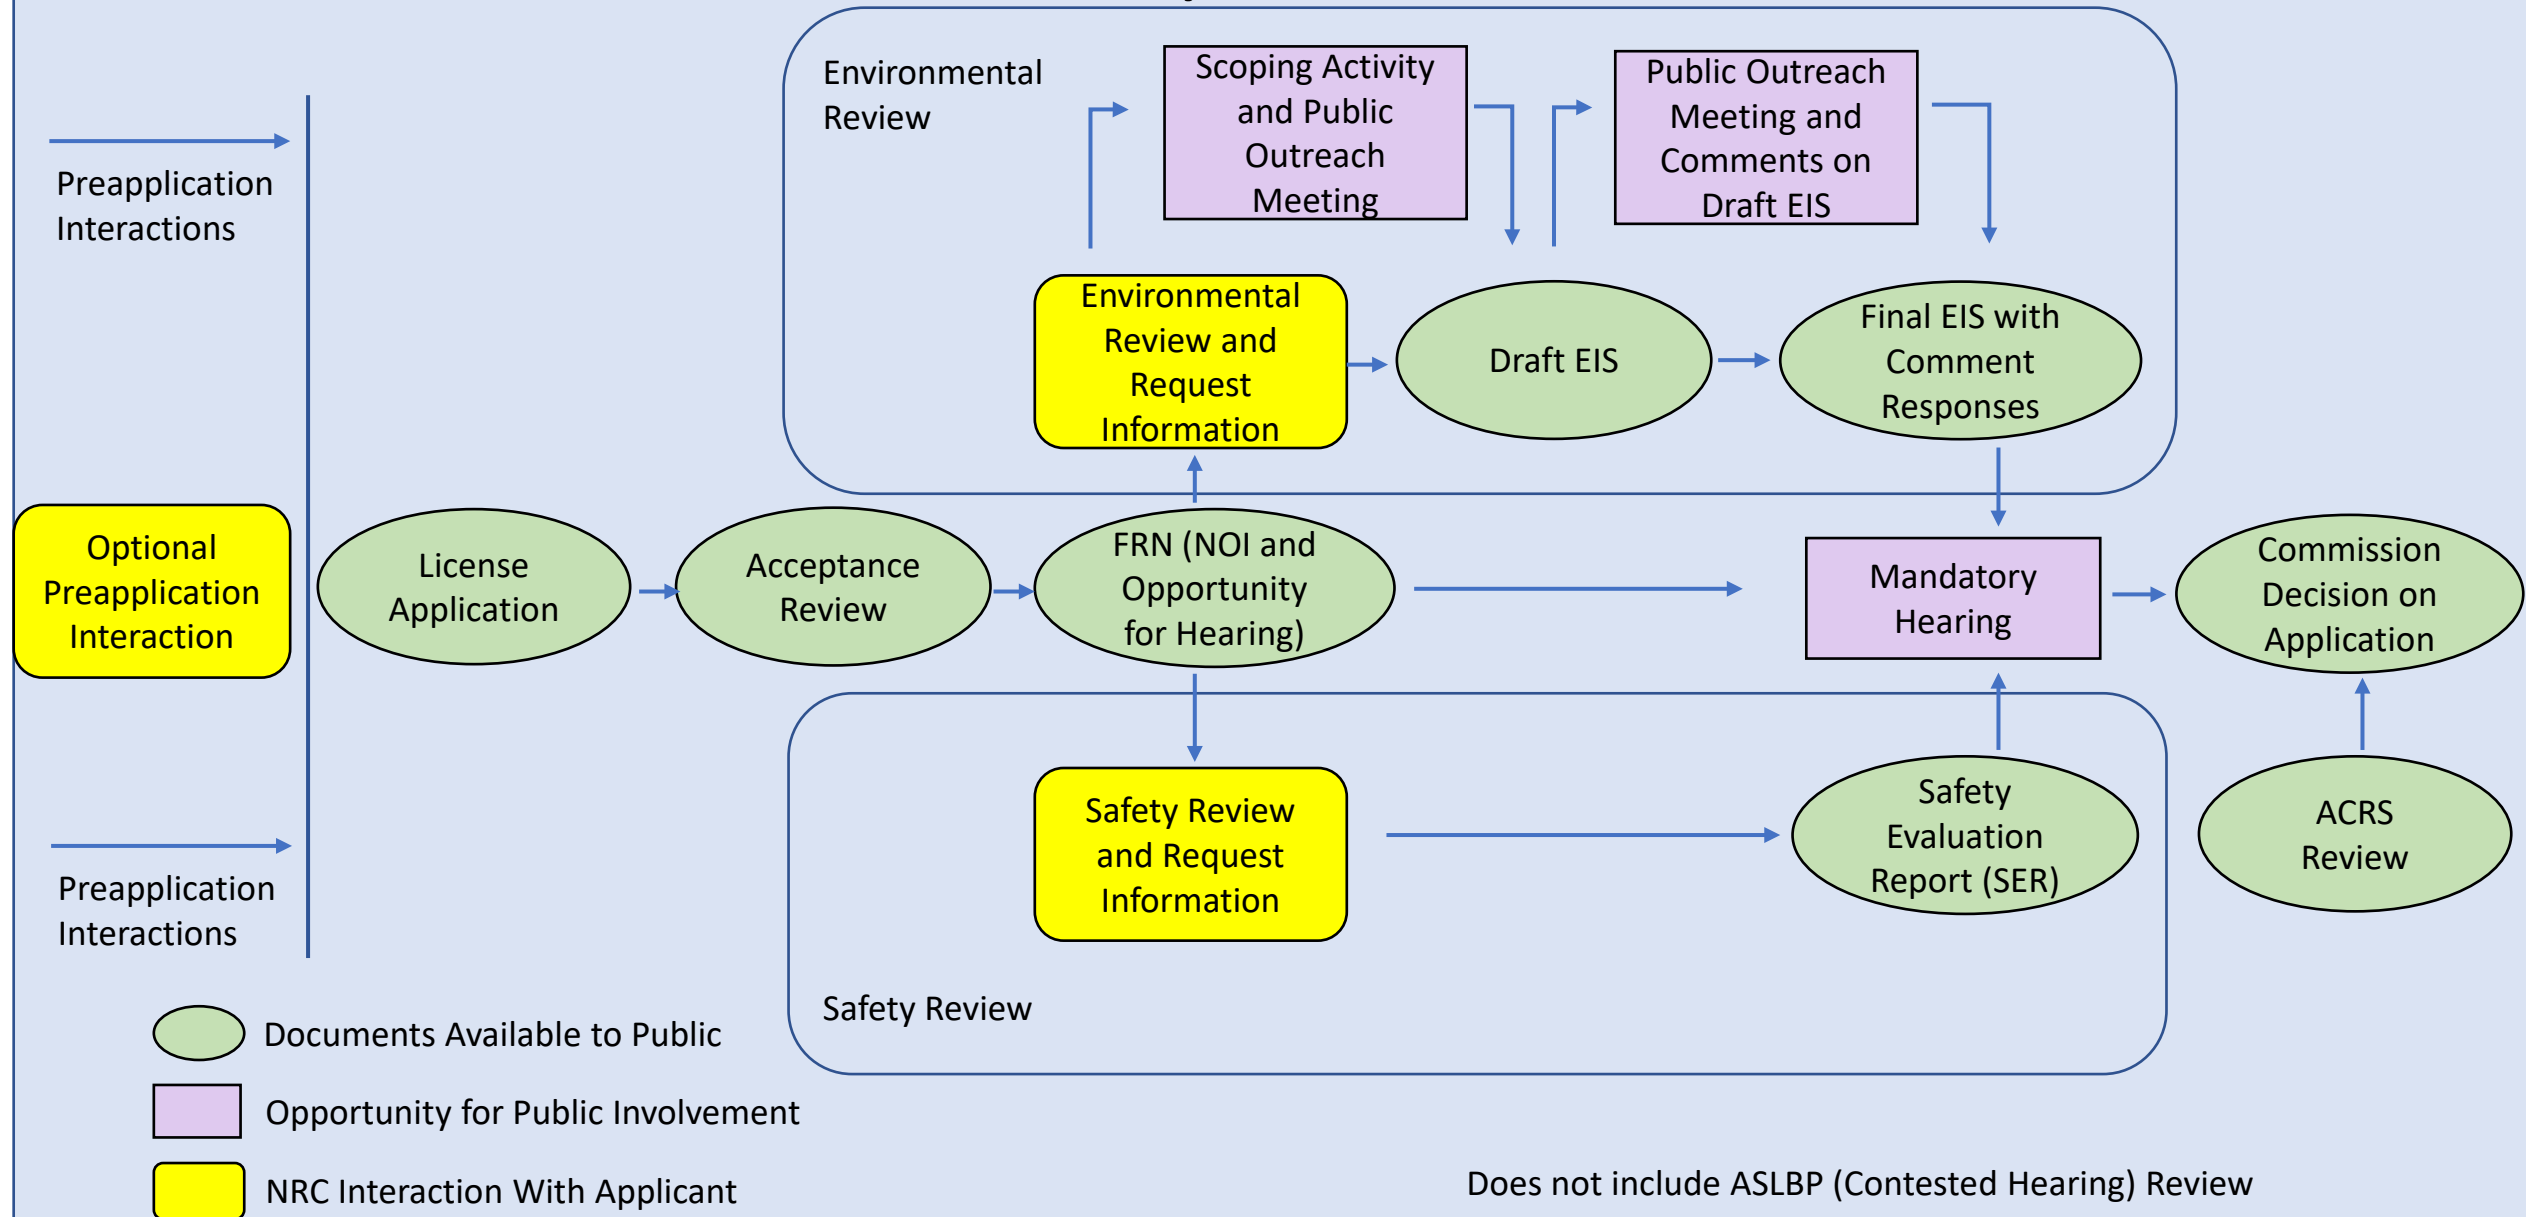 Environmental
Review
Scoping Activity
and Public
Outreach
Meeting
Public Outreach
Meeting and
Comments on
Draft EIS
Preapplication
Interactions
Environmental
Review and
Request
Information
Draft EIS
Final EIS with
Comment
Responses
Optional
Preapplication
Interaction
License
Application
Acceptance
Review
FRN (NOI and
Opportunity
for Hearing)
Mandatory
Hearing
Commission
Decision on
Application
Preapplication
Interactions
Safety Review
and Request
Information
Safety
Evaluation
Report (SER)
ACRS
Review
Safety Review
Documents Available to Public
Opportunity for Public Involvement
NRC Interaction With Applicant
Does not include ASLBP (Contested Hearing) Review